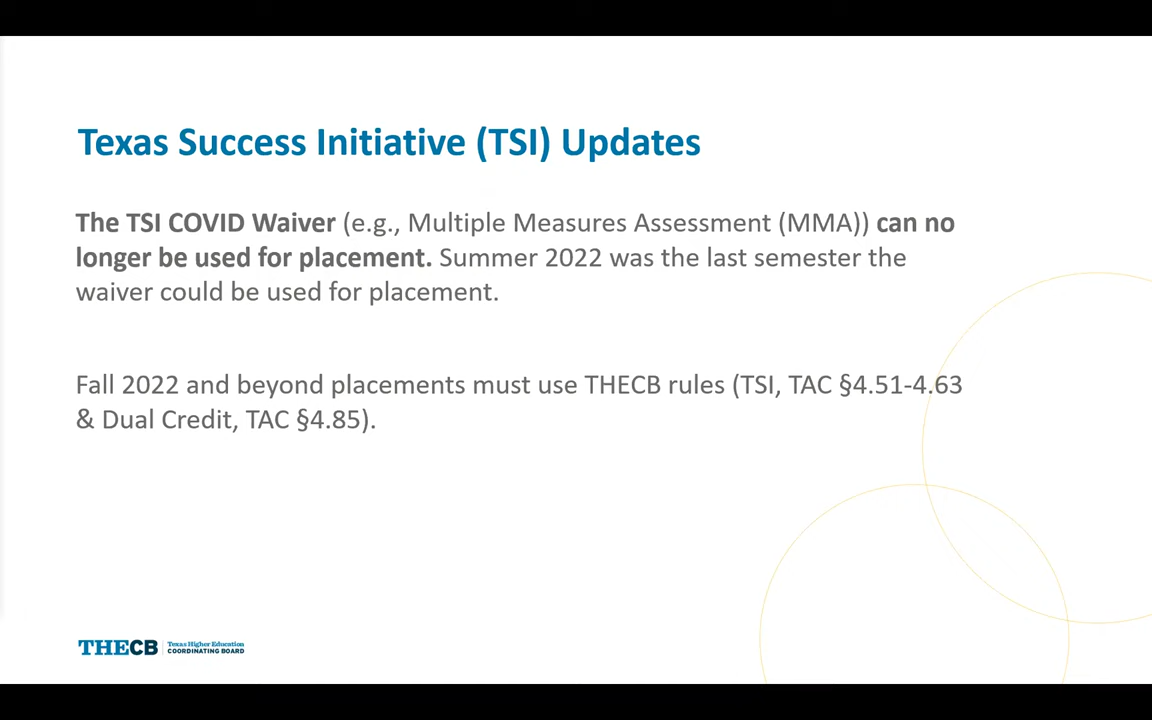 Texas Success Initiative (TSI) Updates
The TSI COVID Waiver (e.g., Multiple Measures Assessment (MMA)) can no
longer be used for placement. Summer 2022 was the last semester the
waiver could be used for placement.
Fall 2022 and beyond placements must use THECB rules (TSI, TAC §4.51-4.63
& Dual Credit, TAC §4.85).
THECB
Texas Higher Education
COORDINATING BOARD